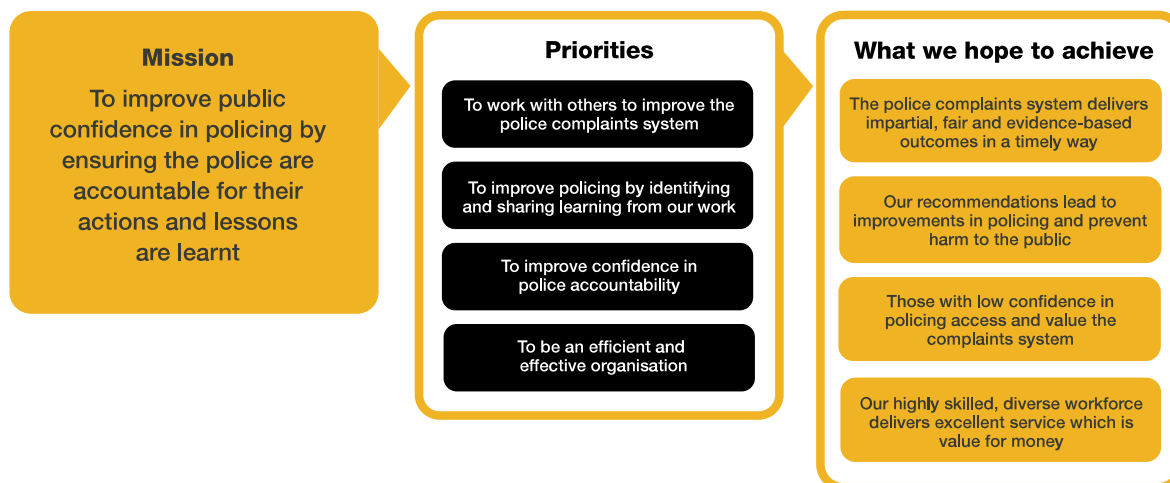 Mission
To improve public
confidence in policing by
ensuring the police are
accountable for their
actions and lessons
are learnt
Priorities
To work with others to improve the
police complaints system
To improve policing by identifying
and sharing learning from our work
To improve confidence in
police accountability
To be an efficient and
effective organisation
What we hope to achieve
The police complaints system delivers
impartial, fair and evidence-based
outcomes in a timely way
Our recommendations lead to
improvements in policing and prevent
harm to the public
Those with low confidence in
policing access and value the
complaints system
Our highly skilled, diverse workforce
delivers excellent service which is
value for money